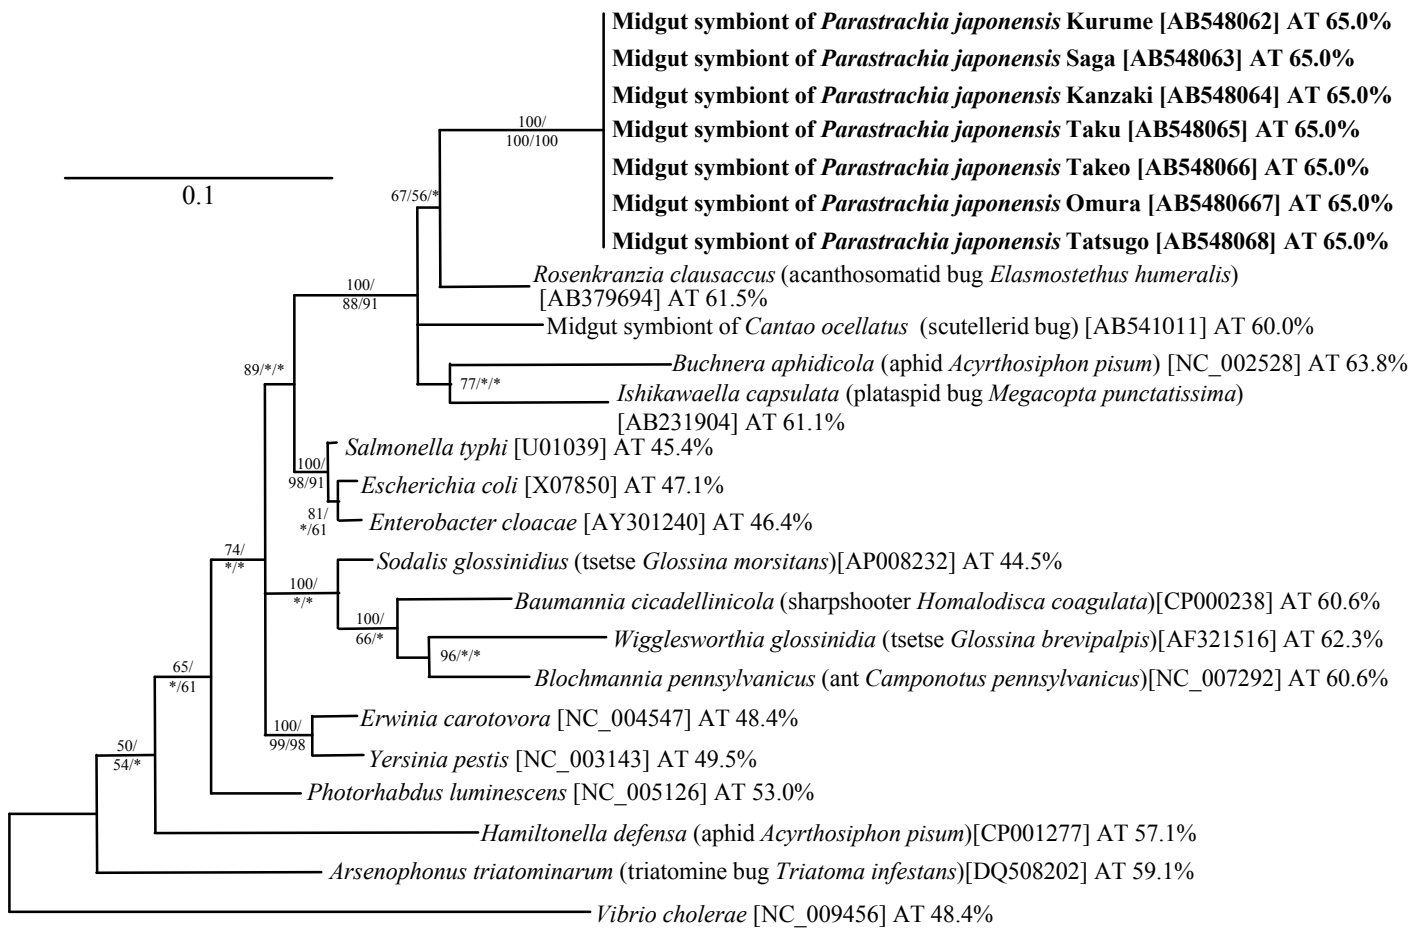 Midgut symbiont of Parastrachia japonensis Kurume [AB548062] AT 65.0%
Midgut symbiont of Parastrachia japonensis Saga [AB548063] AT 65.0%
Midgut symbiont of Parastrachia japonensis Kanzaki [AB548064] AT 65.0%
100/
100/100
Midgut symbiont of Parastrachia japonensis Taku [AB548065] AT 65.0%
Midgut symbiont of Parastrachia japonensis Takeo [AB548066] AT 65.0%
0.1
67/56/*
Midgut symbiont of Parastrachia japonensis Omura [AB5480667] AT 65.0%
Midgut symbiont of Parastrachia japonensis Tatsugo [AB548068] AT 65.0%
Rosenkranzia clausaccus (acanthosomatid bug Elasmostethus humeralis)
[AB379694] AT 61.5%
100/
88/91
Midgut symbiont of Cantao ocellatus (scutellerid bug) [AB541011] AT 60.0%
Buchnera aphidicola (aphid Acyrthosiphon pisum) [NC_002528] AT 63.8%
89/*/*
77/*/*
Ishikawaella capsulata (plataspid bug Megacopta punctatissima)
[AB231904] AT 61.1%
Salmonella typhi [U01039] AT 45.4%
100/
98/91
Escherichia coli [X07850] AT 47.1%
81/
*/61
Enterobacter cloacae [AY301240] AT 46.4%
74/
*/*
Sodalis glossinidius (tsetse Glossina morsitans)[AP008232] AT 44.5%
100/
*/*
Baumannia cicadellinicola (sharpshooter Homalodisca coagulata)[CP000238] AT 60.6%
100/
66/*
Wigglesworthia glossinidia (tsetse Glossina brevipalpis)[AF321516] AT 62.3%
96/*/*
Blochmannia pennsylvanicus (ant Camponotus pennsylvanicus)[NC_007292] AT 60.6%
65/
*/61
Erwinia carotovora [NC_004547] AT 48.4%
100/
99/98
Yersinia pestis [NC_003143] AT 49.5%
50/
54/*
Photorhabdus luminescens [NC_005126] AT 53.0%
Hamiltonella defensa (aphid Acyrthosiphon pisum)[CP001277] AT 57.1%
Arsenophonus triatominarum (triatomine bug Triatoma infestans)[DQ508202] AT 59.1%
Vibrio cholerae [NC_009456] AT 48.4%